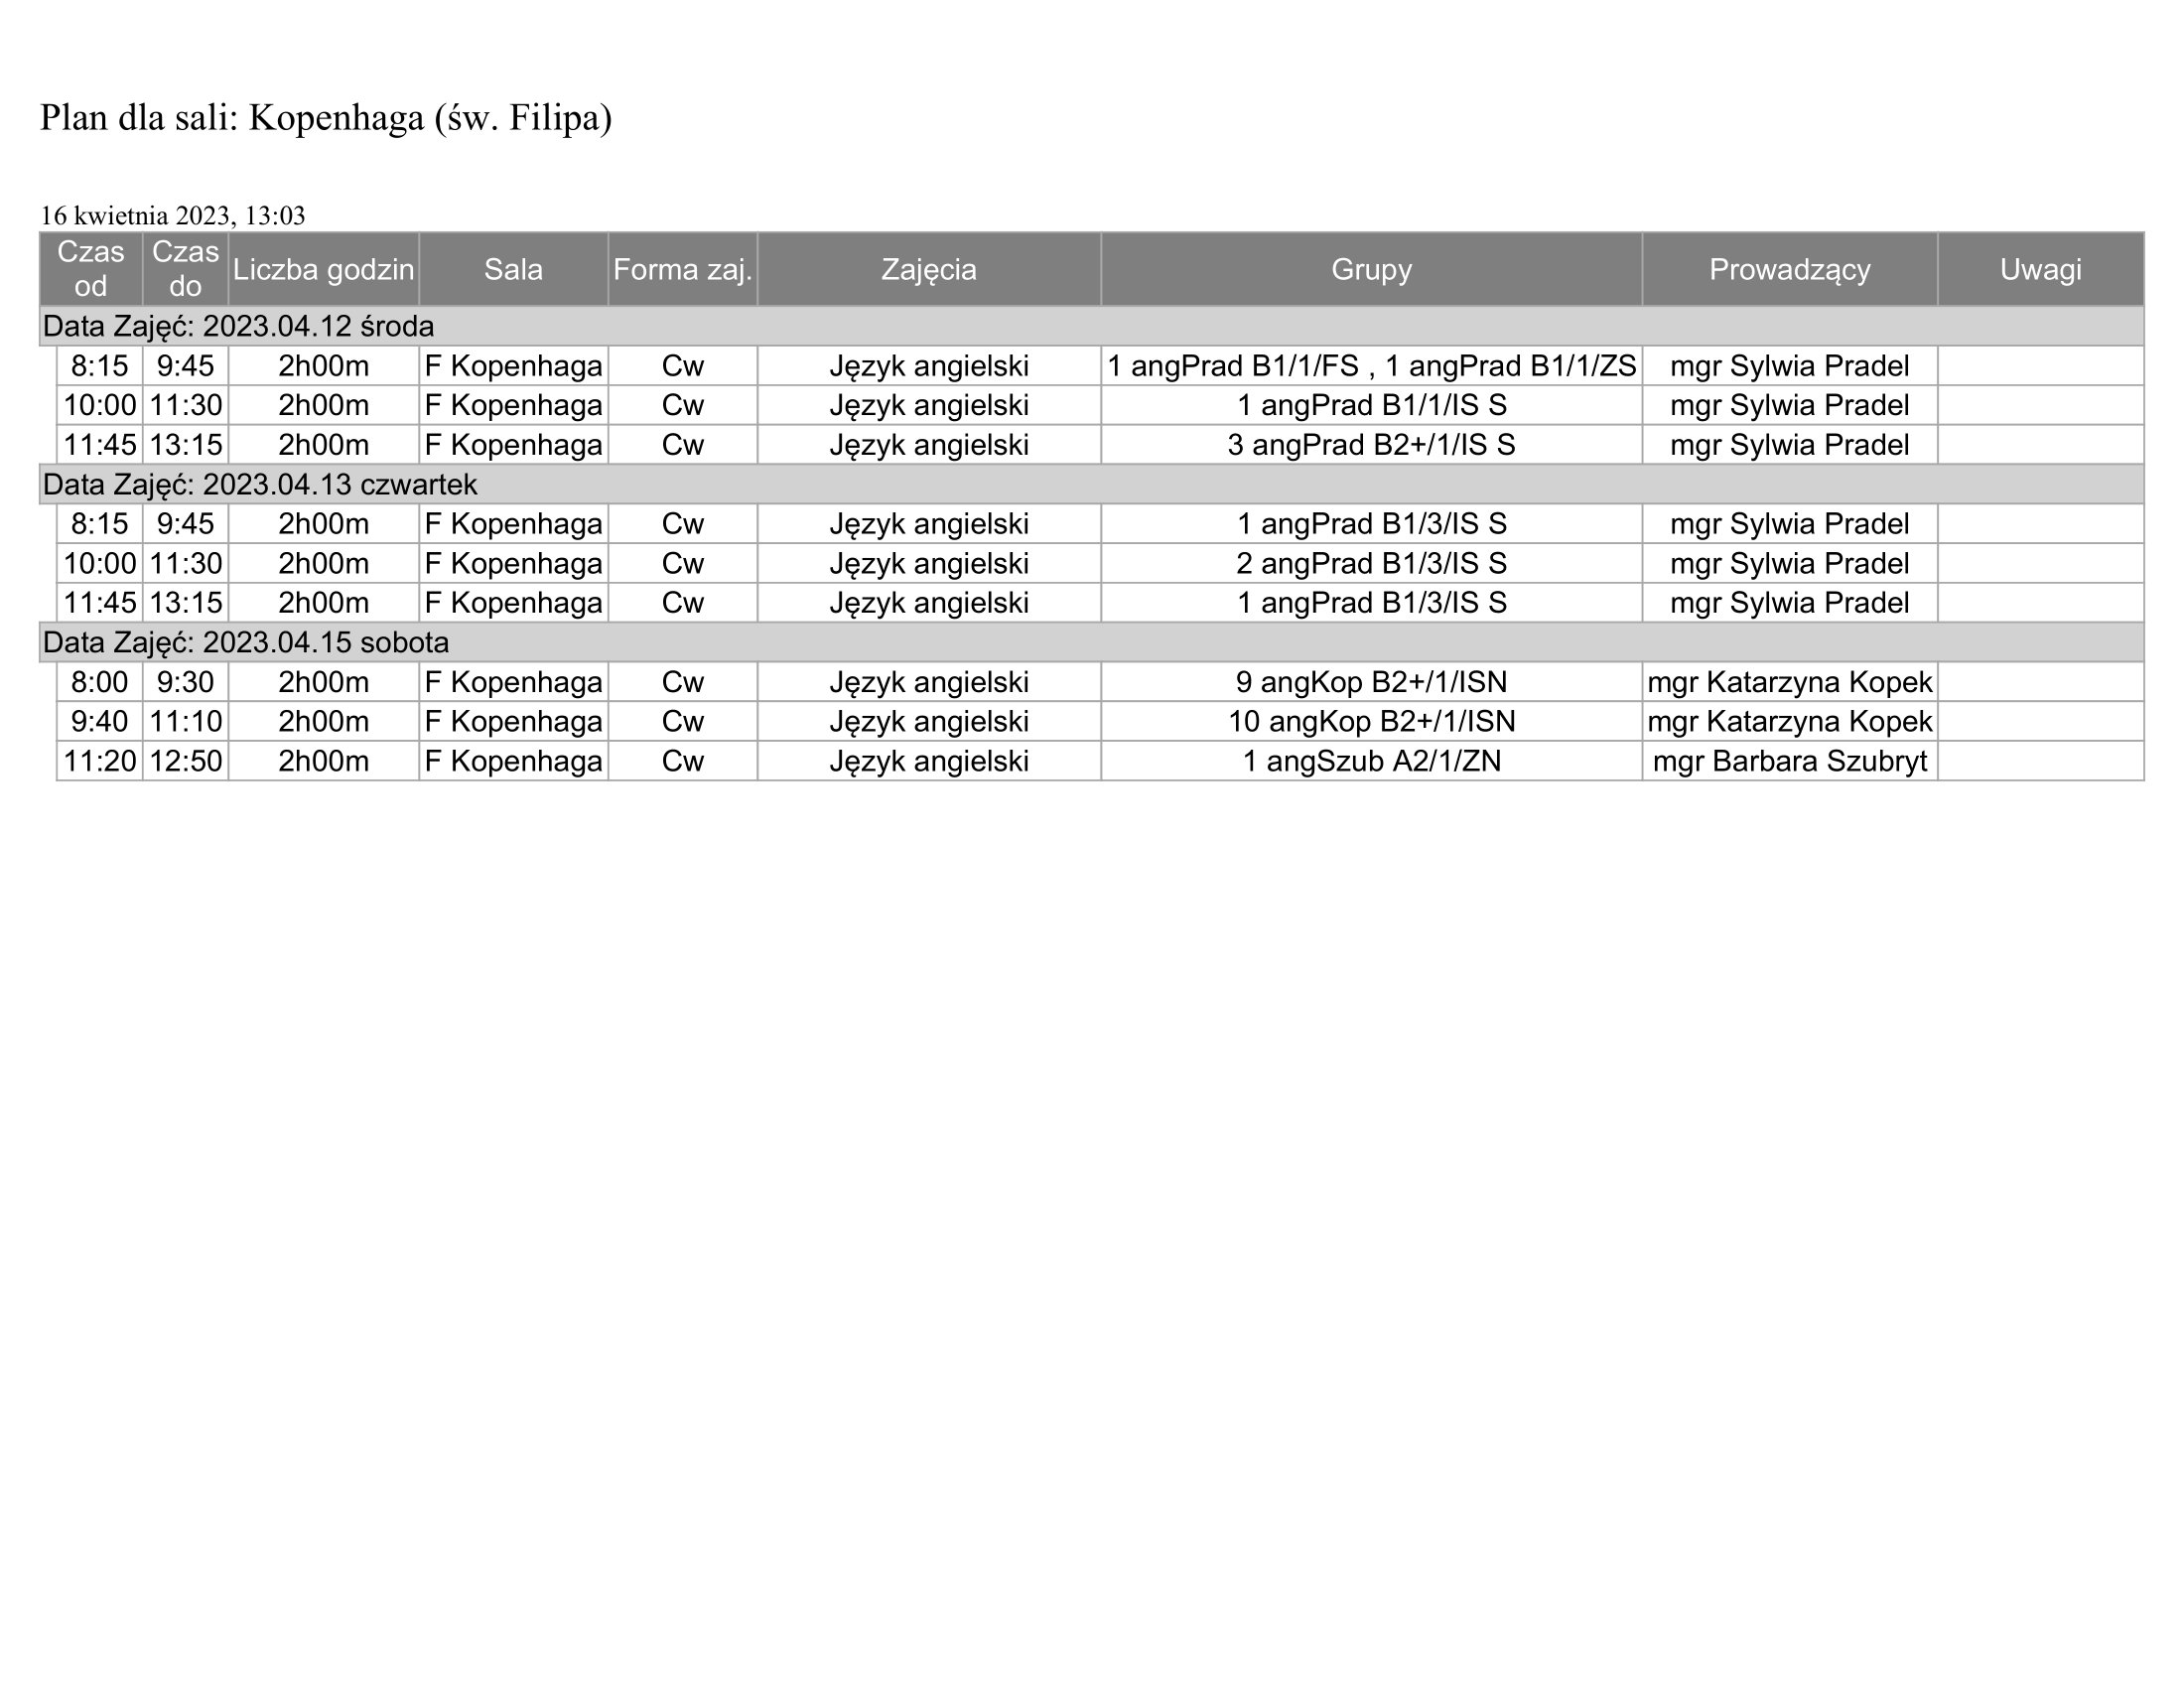 Plan dla sali: Kopenhaga (św. Filipa)
16 kwietnia 2023, 13:03
Czas od Czas do Liczba godzin Sala Forma zaj. Zajęcia Grupy Prowadzący Uwagi
Data Zajęć: 2023.04.12 środa
8:15 9:45 2h00m F Kopenhaga Cw Język angielski 1 angPrad B1/1/FS , 1 angPrad B1/1/ZS mgr Sylwia Pradel
10:00 11:30 2h00m F Kopenhaga Cw Język angielski 1 angPrad B1/1/IS S mgr Sylwia Pradel
11:45 13:15 2h00m F Kopenhaga Cw Język angielski 3 angPrad B2+/1/IS S mgr Sylwia Pradel
Data Zajęć: 2023.04.13 czwartek
8:15 9:45 2h00m F Kopenhaga Cw Język angielski 1 angPrad B1/3/IS S mgr Sylwia Pradel
10:00 11:30 2h00m F Kopenhaga Cw Język angielski 2 angPrad B1/3/IS S mgr Sylwia Pradel
11:45 13:15 2h00m F Kopenhaga Cw Język angielski 1 angPrad B1/3/IS S mgr Sylwia Pradel
Data Zajęć: 2023.04.15 sobota
8:00 9:30 2h00m F Kopenhaga Cw Język angielski 9 angKop B2+/1/ISN mgr Katarzyna Kopek
9:40 11:10 2h00m F Kopenhaga Cw Język angielski 10 angKop B2+/1/ISN mgr Katarzyna Kopek
11:20 12:50 2h00m F Kopenhaga Cw Język angielski 1 angSzub A2/1/ZN mgr Barbara Szubryt